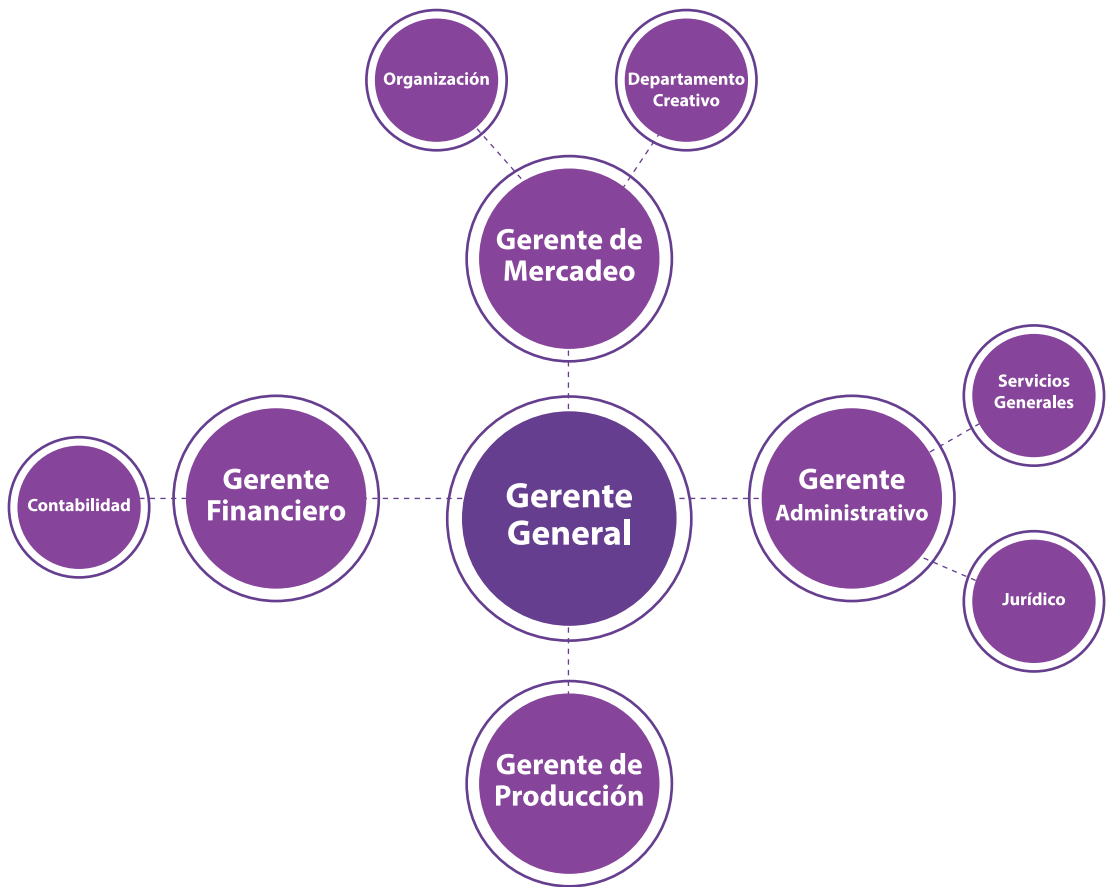 Organización
Departamento
Creativo
Gerente de
Mercadeo
Servicios
Generales
Contabilidad
Gerente
Financiero
Gerente
General
Gerente
Administrativo
Jurídico
Gerente de
Producción